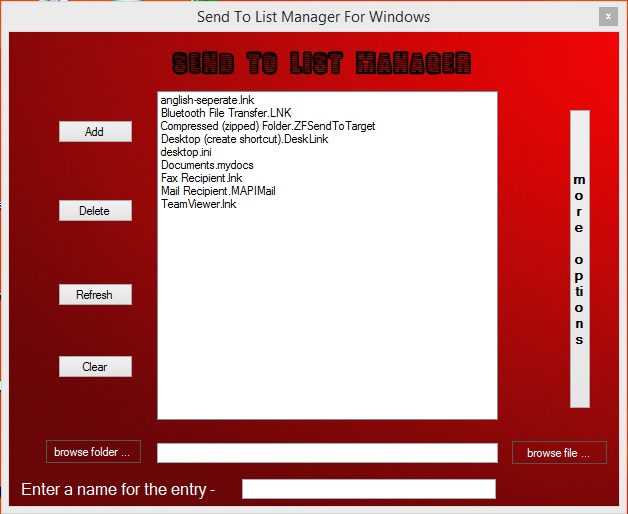 Send To List Manager For Windows
x
SEND TO LIST MANAGER
anglish-seperate.lnk
Bluetooth File Transfer.LNK
Compressed (zipped) Folder.ZFSendToTarget
Desktop (create shortcut).DeskLink
desktop.ini
Documents.mydocs
Fax Recipient.lnk
Mail Recipient.MAPIMail
TeamViewer.lnk
Add
Delete
Refresh
Clear
more options
browse folder ...
browse file ...
Enter a name for the entry -